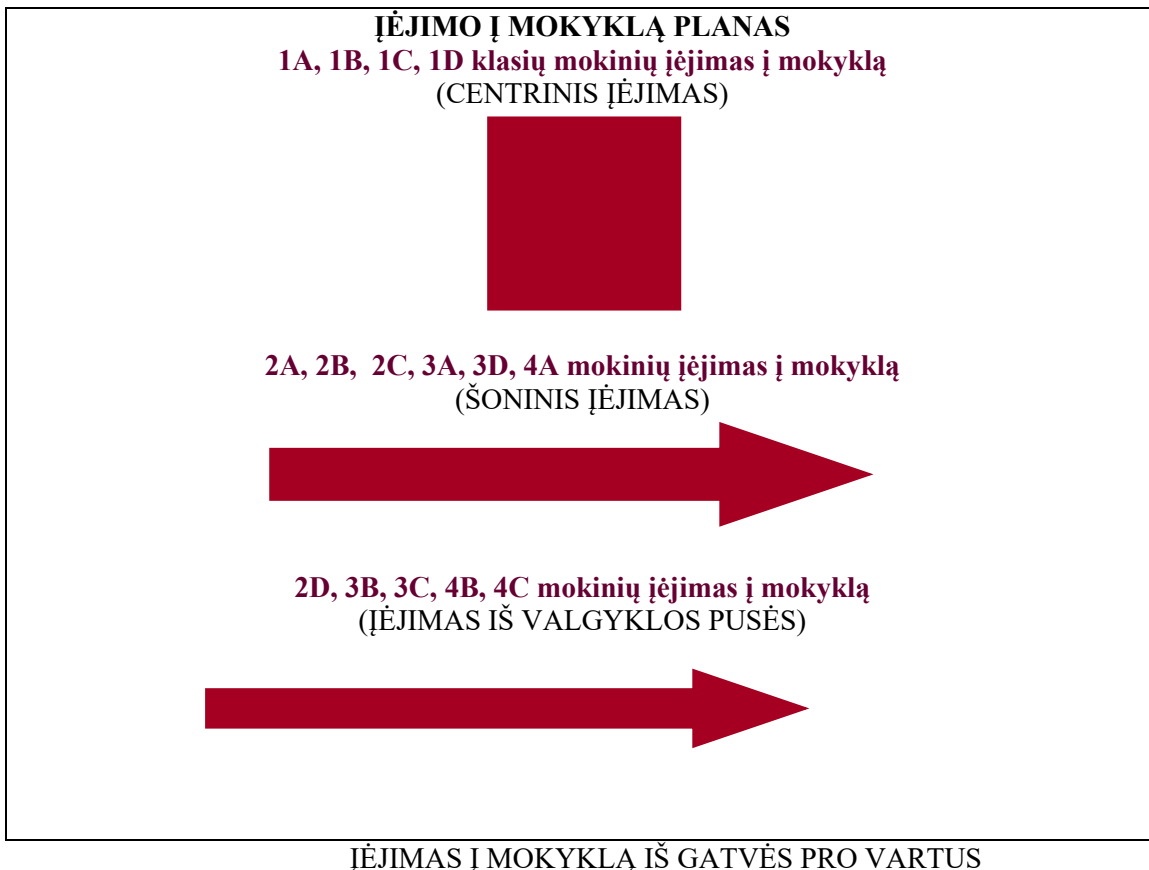 ĮĖJIMO Į MOKYKLĄ PLANAS
1A, 1B, 1C, 1D klasių mokinių įėjimas į mokyklą
(CENTRINIS ĮĖJIMAS)
2A, 2B, 2C, 3A, 3D, 4A mokinių įėjimas į mokyklą
(ŠONINIS ĮĖJIMAS)
2D, 3B, 3C, 4B, 4C mokinių įėjimas į mokyklą
(ĮĖJIMAS IŠ VALGYKLOS PUSĖS)
ĮĖJIMAS Į MOKYKLĄ IŠ GATVĖS PRO VARTUS